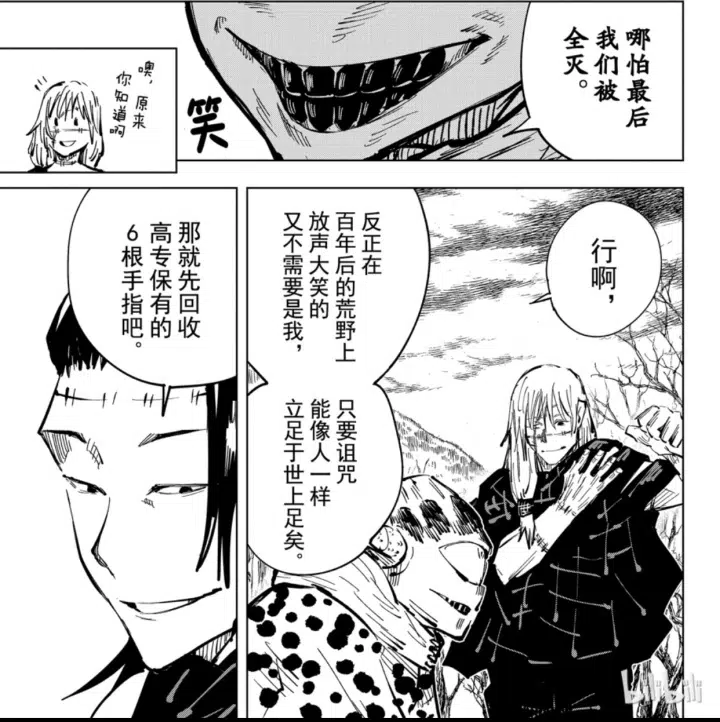 哪怕最后
我们被
全灭。
笑
噢，原来
你知道啊
行啊，
反正在
百年后的荒野上
放声大笑的
又不需要是我，
只要诅咒
能像人一样
立足于世上足矣。
那就先回收
高专保有的
6根手指吧。
bilibili